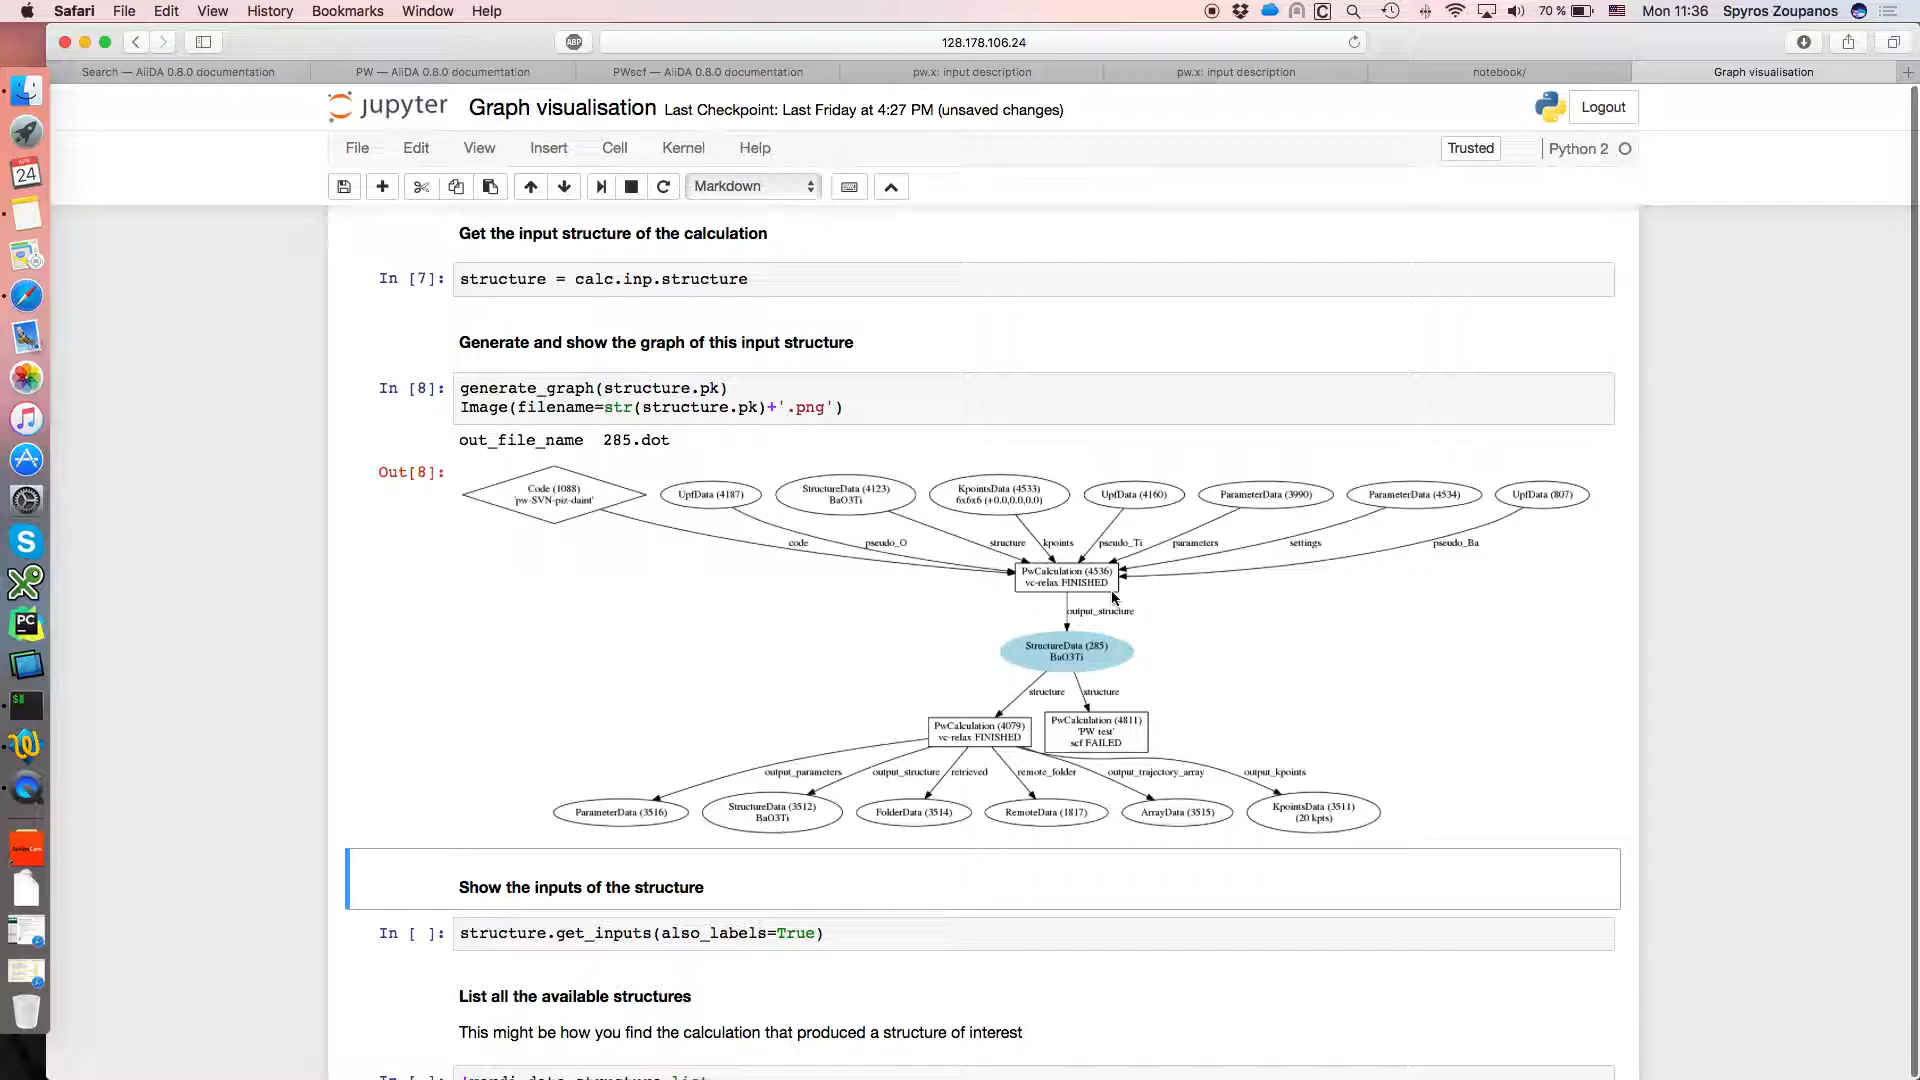 Safari File Edit View History Bookmarks Window Help 70 % Mon 11:36 Spyros Zoupanos
ABP 128.178.106.24
Search — AiiDA 0.8.0 documentation PW — AiiDA 0.8.0 documentation PWscf — AiiDA 0.8.0 documentation pw.x: input description pw.x: input description notebook/ Graph visualisation
jupyter Graph visualisation Last Checkpoint: Last Friday at 4:27 PM (unsaved changes) Logout
File Edit View Insert Cell Kernel Help Trusted Python 2
Markdown
APR
24
PC
Get the input structure of the calculation
In [7]: structure = calc.inp.structure
Generate and show the graph of this input structure
In [8]: generate_graph(structure.pk)
Image(filename=str(structure.pk)+'.png')
out_file_name 285.dot
Out[8]:
Code (1088)
'pw-SVN-piz-daint'
UpfData (4187)
StructureData (4123)
BaO3Ti
KpointsData (4533)
6x6x6 (+0.0,0.0,0.0)
UpfData (4160)
ParameterData (3990)
ParameterData (4534)
UpfData (807)
code pseudo_O structure kpoints pseudo_Ti parameters settings pseudo_Ba
PwCalculation (4536)
vc-relax FINISHED
output_structure
StructureData (285)
BaO3Ti
structure structure
PwCalculation (4079)
vc-relax FINISHED
PwCalculation (4811)
'PW test'
scf FAILED
output_parameters output_structure retrieved remote_folder output_trajectory_array output_kpoints
ParameterData (3516)
StructureData (3512)
BaO3Ti
FolderData (3514)
RemoteData (1817)
ArrayData (3515)
KpointsData (3511)
(20 kpts)
Show the inputs of the structure
In [ ]: structure.get_inputs(also_labels=True)
List all the available structures
This might be how you find the calculation that produced a structure of interest